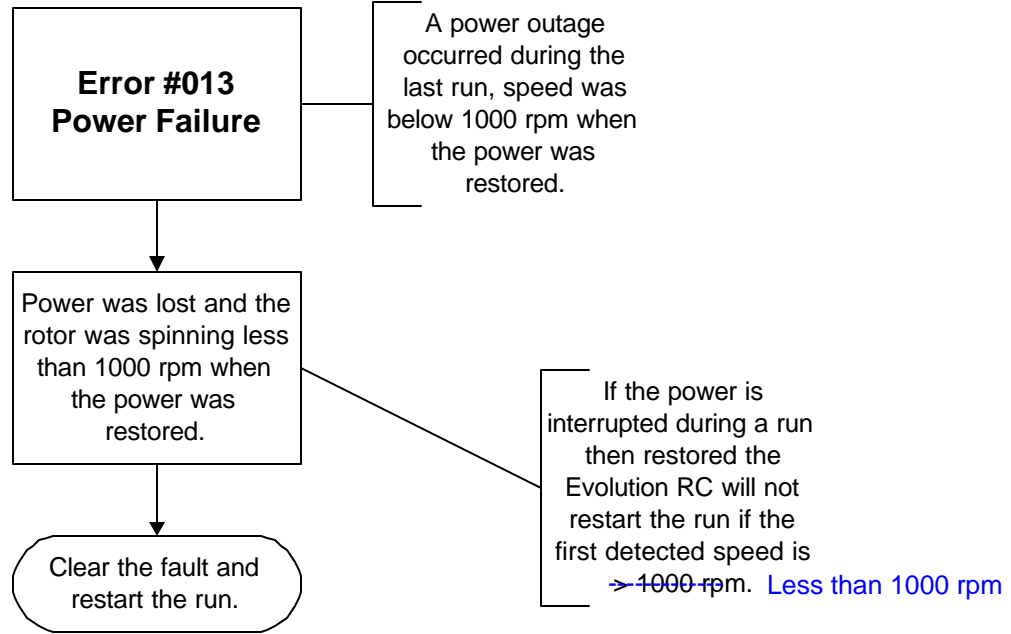 Error #013
Power Failure
A power outage
occurred during the
last run, speed was
below 1000 rpm when
the power was
restored.
Power was lost and the
rotor was spinning less
than 1000 rpm when
the power was
restored.
If the power is
interrupted during a run
then restored the
Evolution RC will not
restart the run if the
first detected speed is
> 1000 rpm. Less than 1000 rpm
Clear the fault and
restart the run.